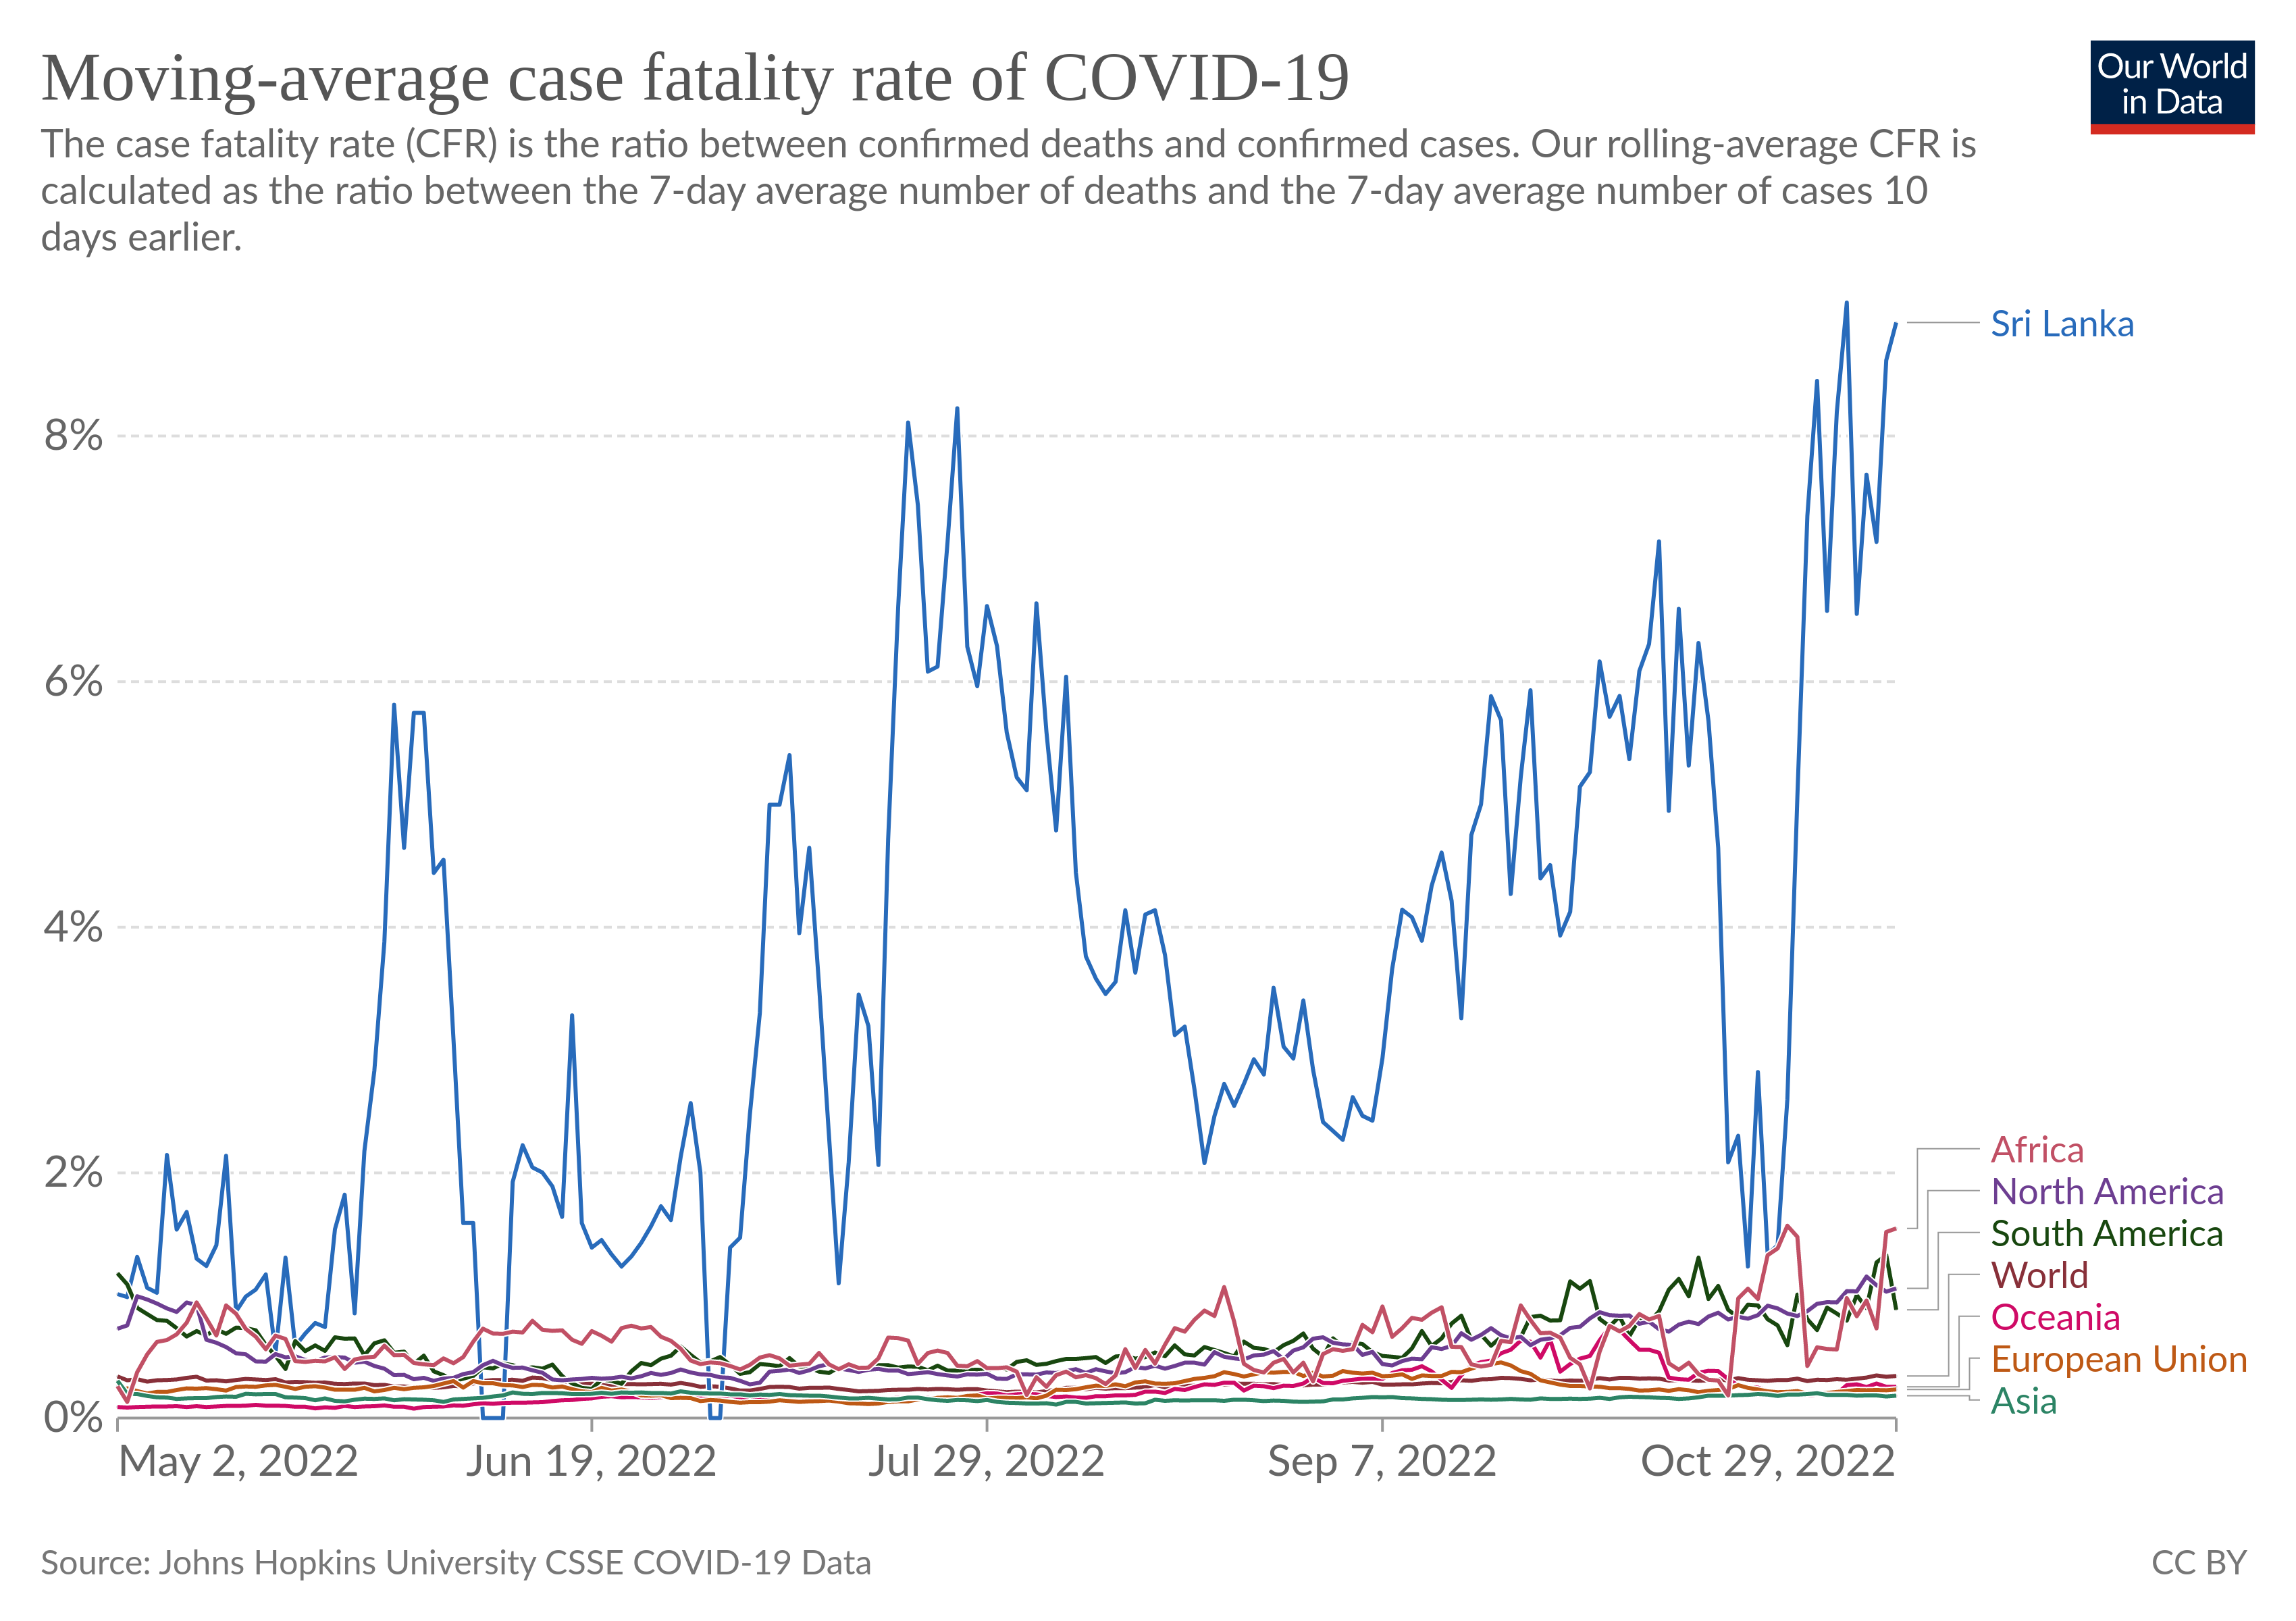 Moving-average case fatality rate of COVID-19
Our World
in Data
The case fatality rate (CFR) is the ratio between confirmed deaths and confirmed cases. Our rolling-average CFR is
calculated as the ratio between the 7-day average number of deaths and the 7-day average number of cases 10
days earlier.
Sri Lanka
8%
6%
4%
2%
0%
Africa
North America
South America
World
Oceania
European Union
Asia
May 2, 2022
Jun 19, 2022
Jul 29, 2022
Sep 7, 2022
Oct 29, 2022
Source: Johns Hopkins University CSSE COVID-19 Data
CC BY